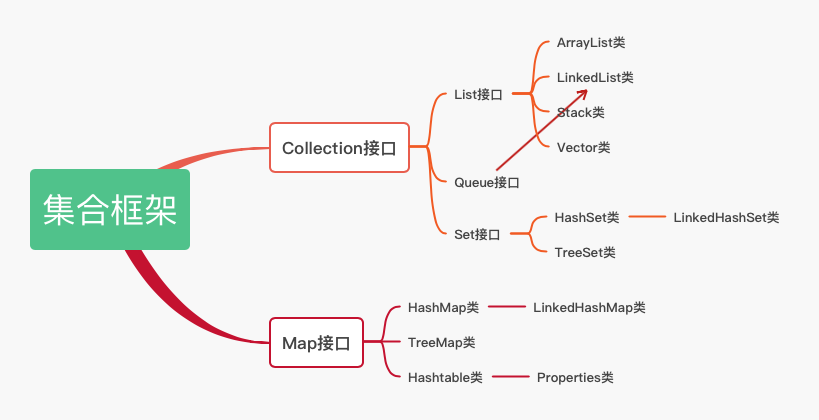 集合框架
Collection接口
List接口
ArrayList类
LinkedList类
Stack类
Vector类
Queue接口
Set接口
HashSet类
LinkedHashSet类
TreeSet类
Map接口
HashMap类
LinkedHashMap类
TreeMap类
Hashtable类
Properties类